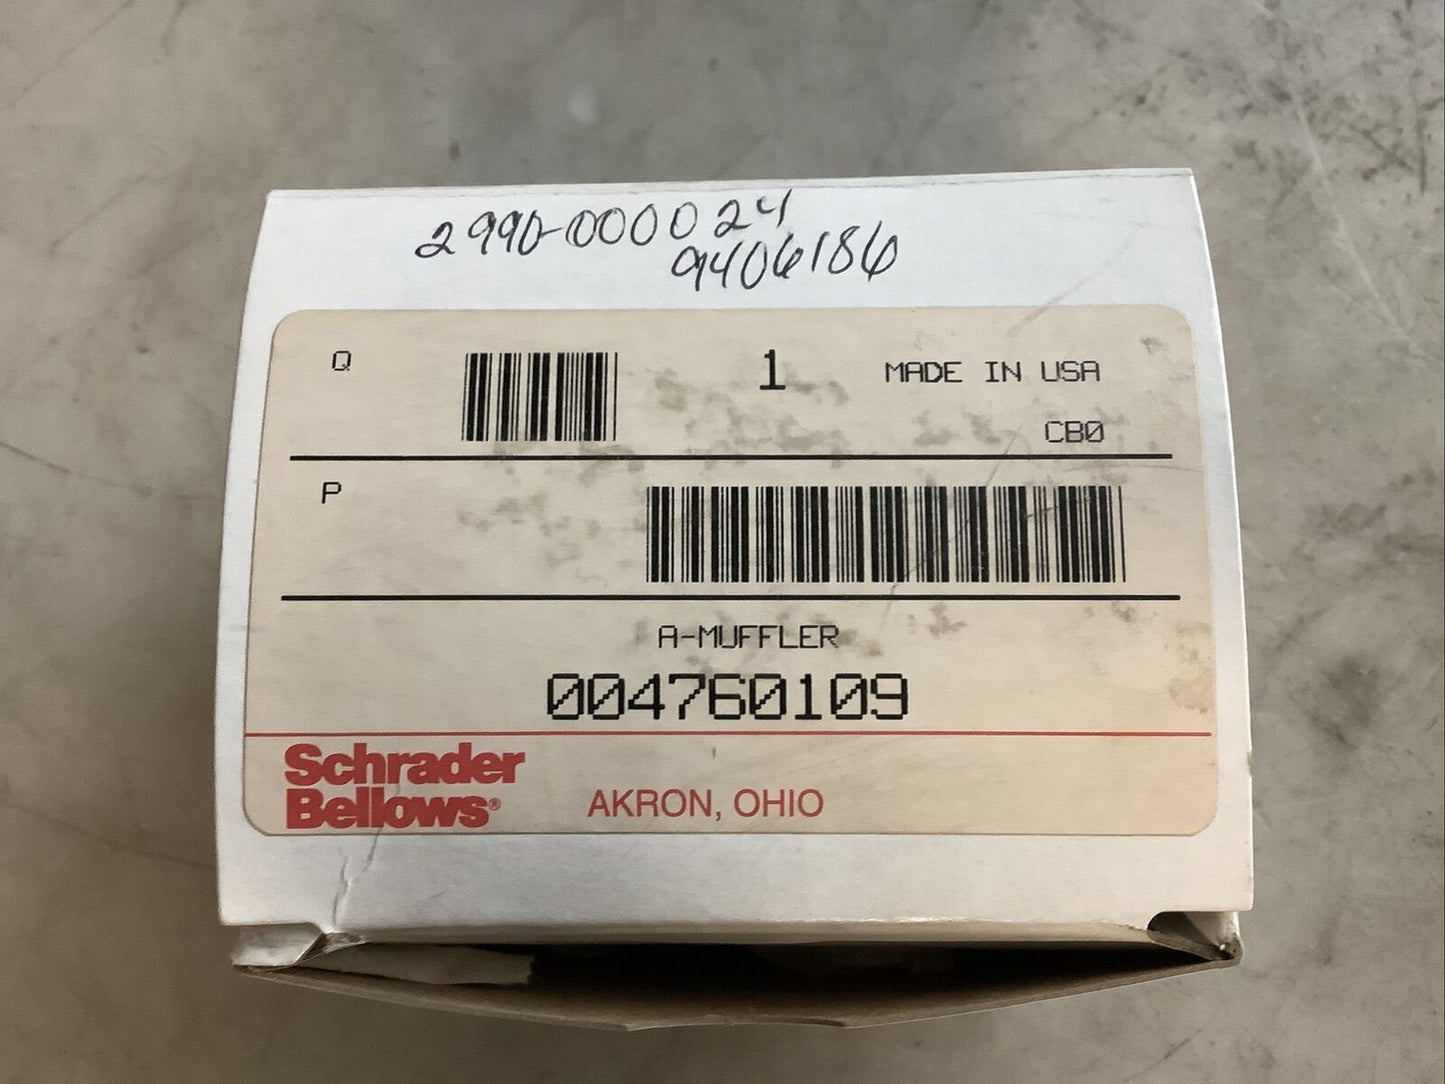 2990-000024
9406186
Q 1 MADE IN USA
CB0
P
A-MUFFLER
004760109
Schrader
Bellows®
AKRON, OHIO